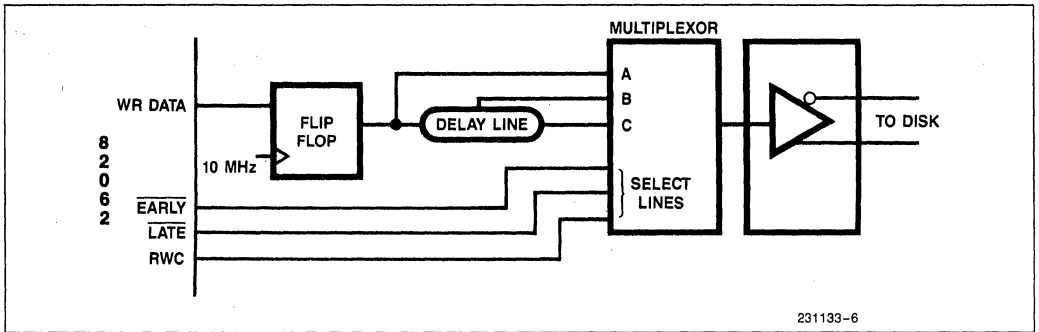 MULTIPLEXOR
A
WR DATA
B
FLIP
FLOP
DELAY LINE
C
TO DISK
10 MHz
8
2
0
6
2
SELECT
LINES
EARLY
LATE
RWC
231133-6